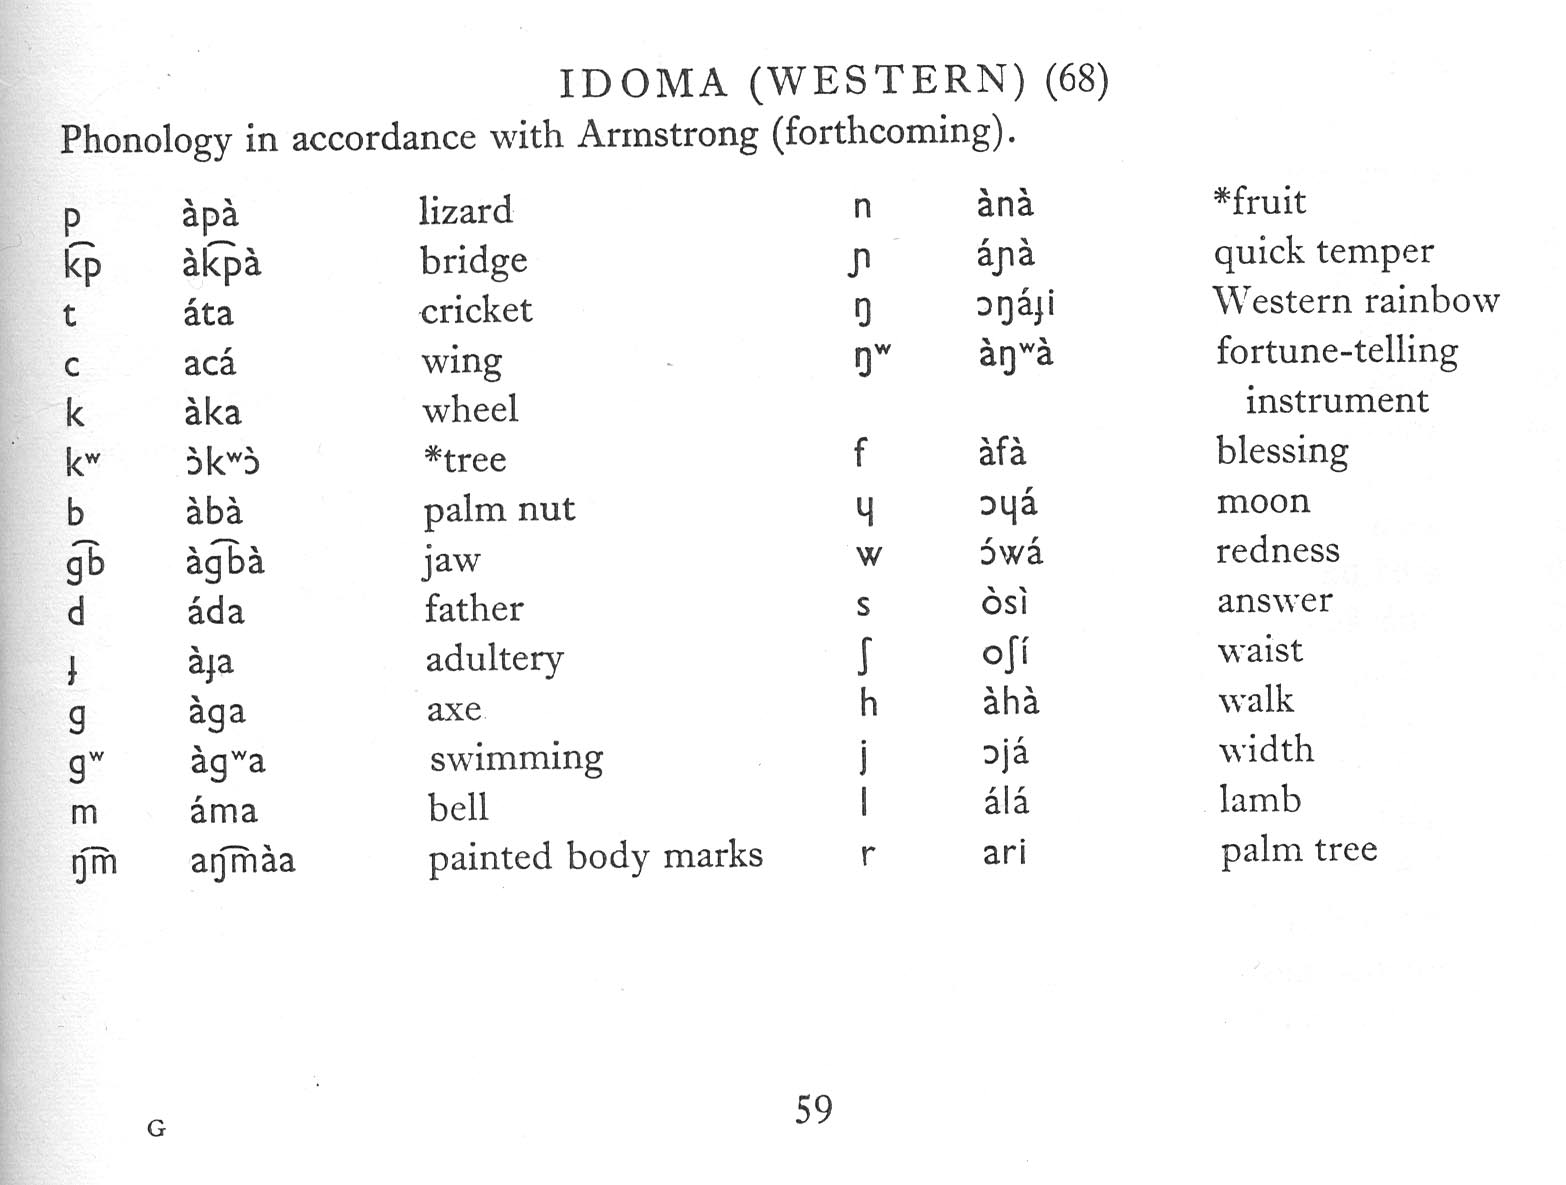 IDOMA (WESTERN) (68)
Phonology in accordance with Armstrong (forthcoming).
p àpà lizard
k͡p àk͡pà bridge
t áta cricket
c acá wing
k àka wheel
kʷ ɔ̀kʷɔ̀ *tree
b àbà palm nut
g͡b àg͡bà jaw
d áda father
ɟ àɟa adultery
g àga axe
gʷ àgʷa swimming
m áma bell
ŋ͡m aŋ͡màa painted body marks
n ànà *fruit
ɲ áɲà quick temper
ŋ ɔŋáɟi Western rainbow
ŋʷ àŋʷà fortune-telling
instrument
f àfà blessing
ɥ ɔɥá moon
w ɔ́wá redness
s òsì answer
ʃ oʃí waist
h àhà walk
j ɔjá width
l álá lamb
r ari palm tree
G
59